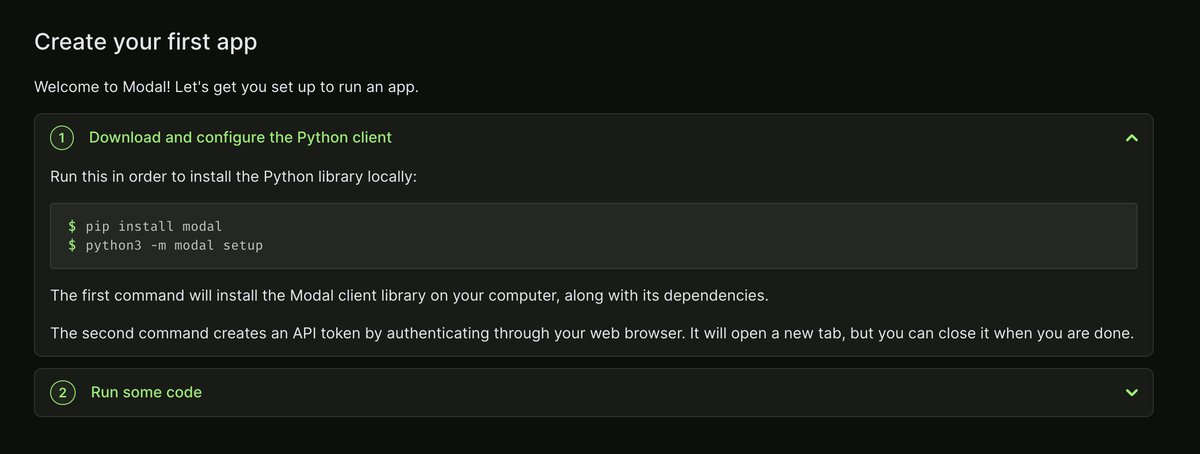 Create your first app
Welcome to Modal! Let's get you set up to run an app.
1 Download and configure the Python client
Run this in order to install the Python library locally:
$ pip install modal
$ python3 -m modal setup
The first command will install the Modal client library on your computer, along with its dependencies.
The second command creates an API token by authenticating through your web browser. It will open a new tab, but you can close it when you are done.
2 Run some code